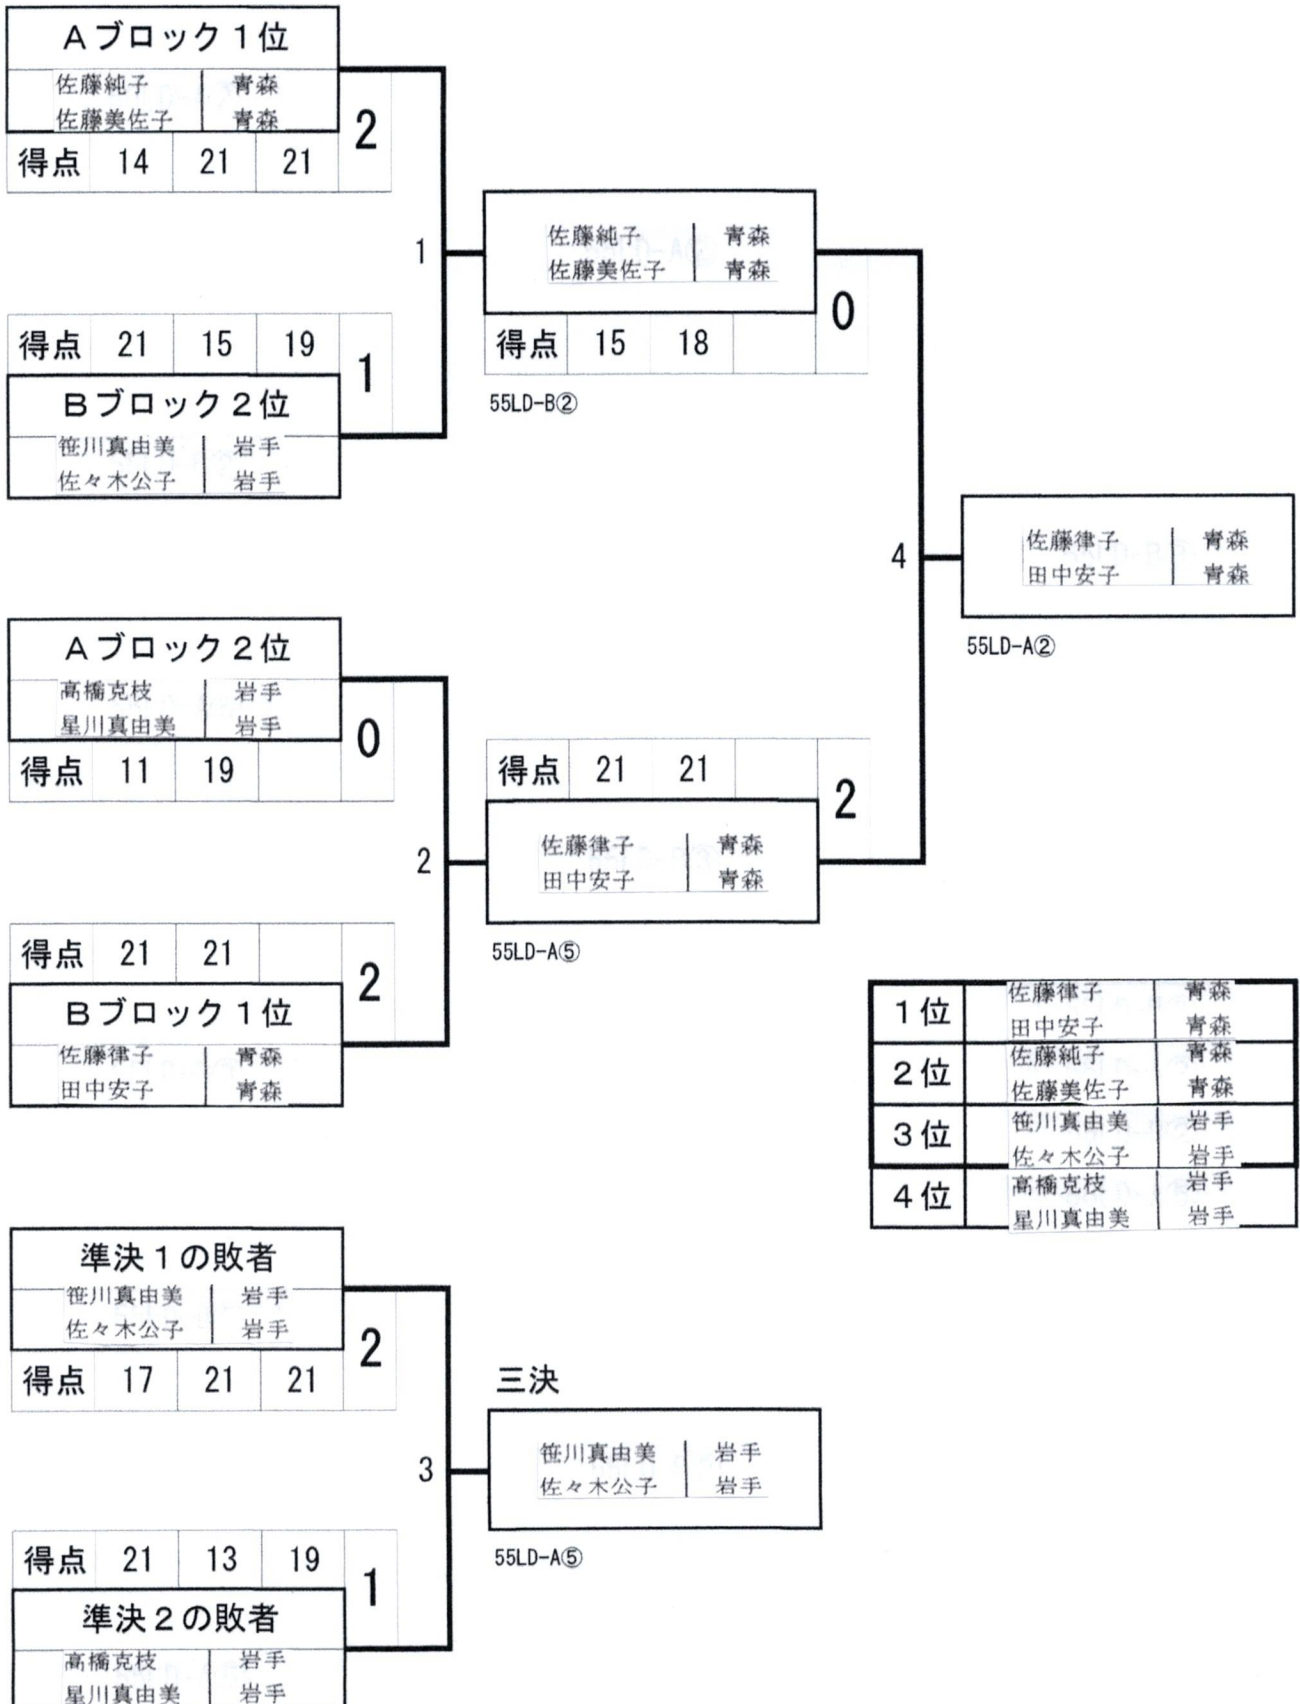 Aブロック1位
佐藤純子 青森
佐藤美佐子 青森
2
得点 14 21 21
1
佐藤純子 青森
佐藤美佐子 青森
0
得点 15 18
55LD-B②
得点 21 15 19
1
Bブロック2位
笹川真由美 岩手
佐々木公子 岩手
4
佐藤律子 青森
田中安子 青森
55LD-A②
Aブロック2位
高橋克枝 岩手
星川真由美 岩手
0
得点 11 19
2
得点 21 21
2
佐藤律子 青森
田中安子 青森
55LD-A⑤
得点 21 21
2
Bブロック1位
佐藤律子 青森
田中安子 青森
1位 佐藤律子 青森
田中安子 青森
2位 佐藤純子 青森
佐藤美佐子 青森
3位 笹川真由美 岩手
佐々木公子 岩手
4位 高橋克枝 岩手
星川真由美 岩手
準決1の敗者
笹川真由美 岩手
佐々木公子 岩手
2
得点 17 21 21
3
三決
笹川真由美 岩手
佐々木公子 岩手
55LD-A⑤
得点 21 13 19
1
準決2の敗者
高橋克枝 岩手
星川真由美 岩手